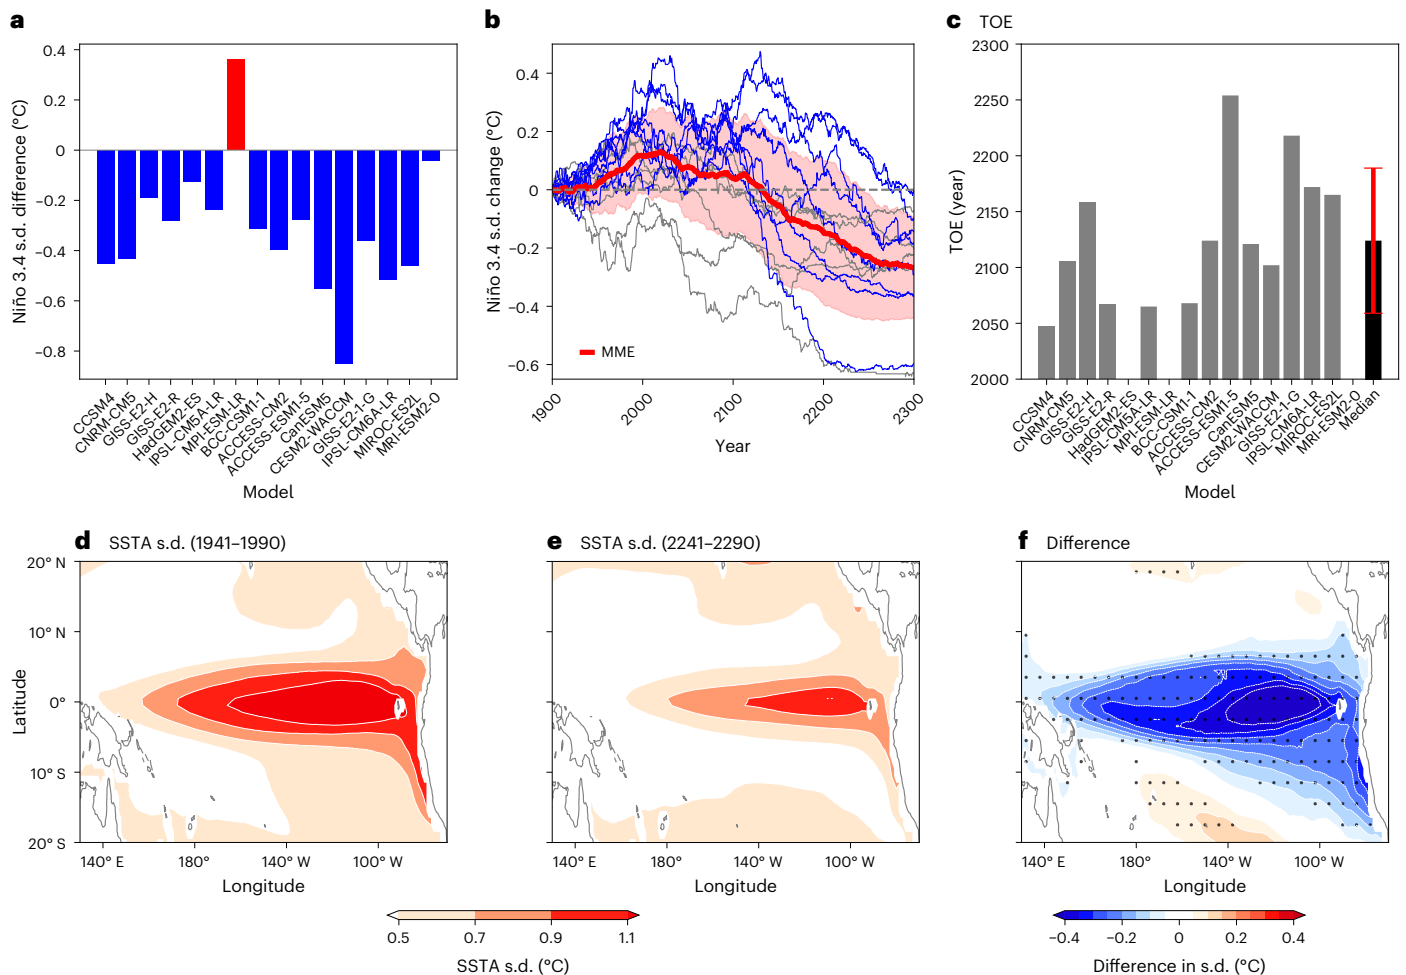 a
0.4
0.2
0
−0.2
−0.4
−0.6
−0.8
Niño 3.4 s.d. difference (°C)
CCSM4
CNRM-CM5
GISS-E2-H
GISS-E2-R
HadGEM2-ES
IPSL-CM5A-LR
MPI-ESM-LR
BCC-CSM1-1
ACCESS-CM2
ACCESS-ESM1-5
CanESM5
CESM2-WACCM
GISS-E2-1-G
IPSL-CM6A-LR
MIROC-ES2L
MRI-ESM2-0
Model
b
0.4
0.2
0
−0.2
−0.4
−0.6
Niño 3.4 s.d. change (°C)
MME
1900
2000
2100
2200
2300
Year
c TOE
2300
2250
2200
2150
2100
2050
2000
TOE (year)
CCSM4
CNRM-CM5
GISS-E2-H
GISS-E2-R
HadGEM2-ES
IPSL-CM5A-LR
MPI-ESM-LR
BCC-CSM1-1
ACCESS-CM2
ACCESS-ESM1-5
CanESM5
CESM2-WACCM
GISS-E2-1-G
IPSL-CM6A-LR
MIROC-ES2L
MRI-ESM2-0
Median
Model
d SSTA s.d. (1941–1990)
20° N
10° N
0°
10° S
20° S
Latitude
140° E 180° 140° W 100° W
Longitude
e SSTA s.d. (2241–2290)
140° E 180° 140° W 100° W
Longitude
f Difference
140° E 180° 140° W 100° W
Longitude
0.5 0.7 0.9 1.1
SSTA s.d. (°C)
−0.4 −0.2 0 0.2 0.4
Difference in s.d. (°C)